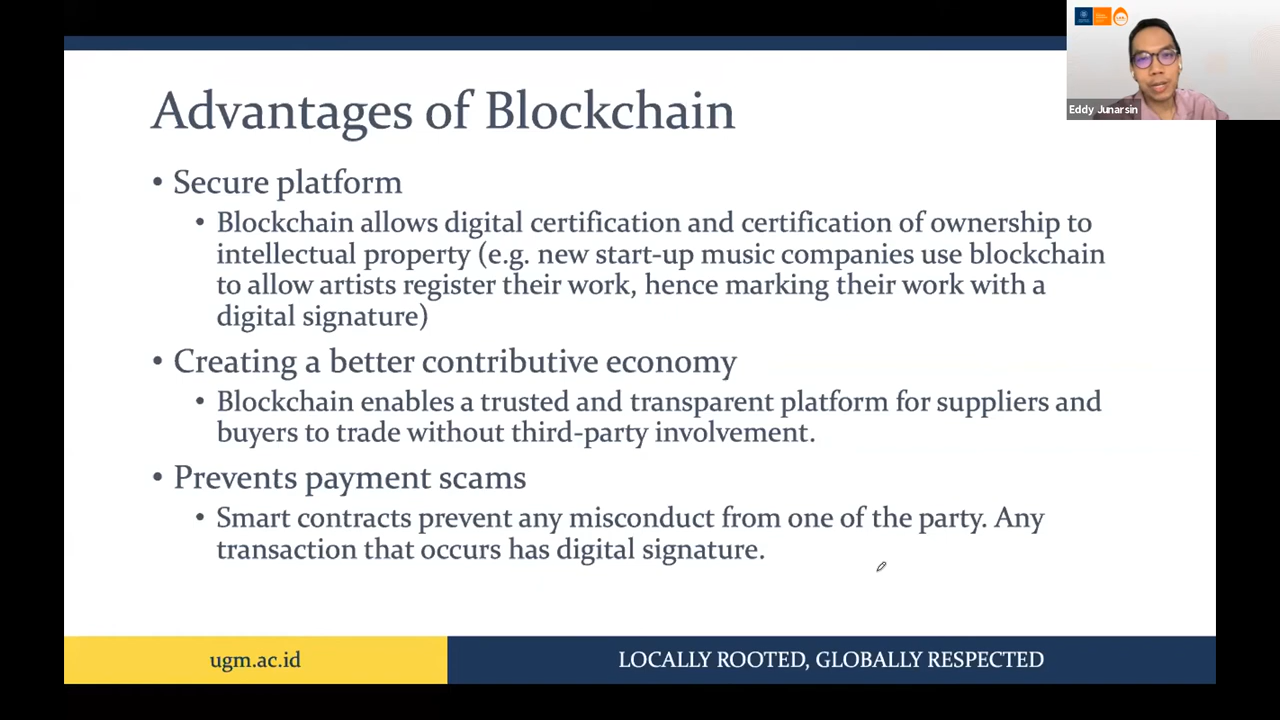 Advantages of Blockchain
• Secure platform
• Blockchain allows digital certification and certification of ownership to
intellectual property (e.g. new start-up music companies use blockchain
to allow artists register their work, hence marking their work with a
digital signature)
• Creating a better contributive economy
• Blockchain enables a trusted and transparent platform for suppliers and
buyers to trade without third-party involvement.
• Prevents payment scams
• Smart contracts prevent any misconduct from one of the party. Any
transaction that occurs has digital signature.
ugm.ac.id
LOCALLY ROOTED, GLOBALLY RESPECTED
Eddy Junarsin